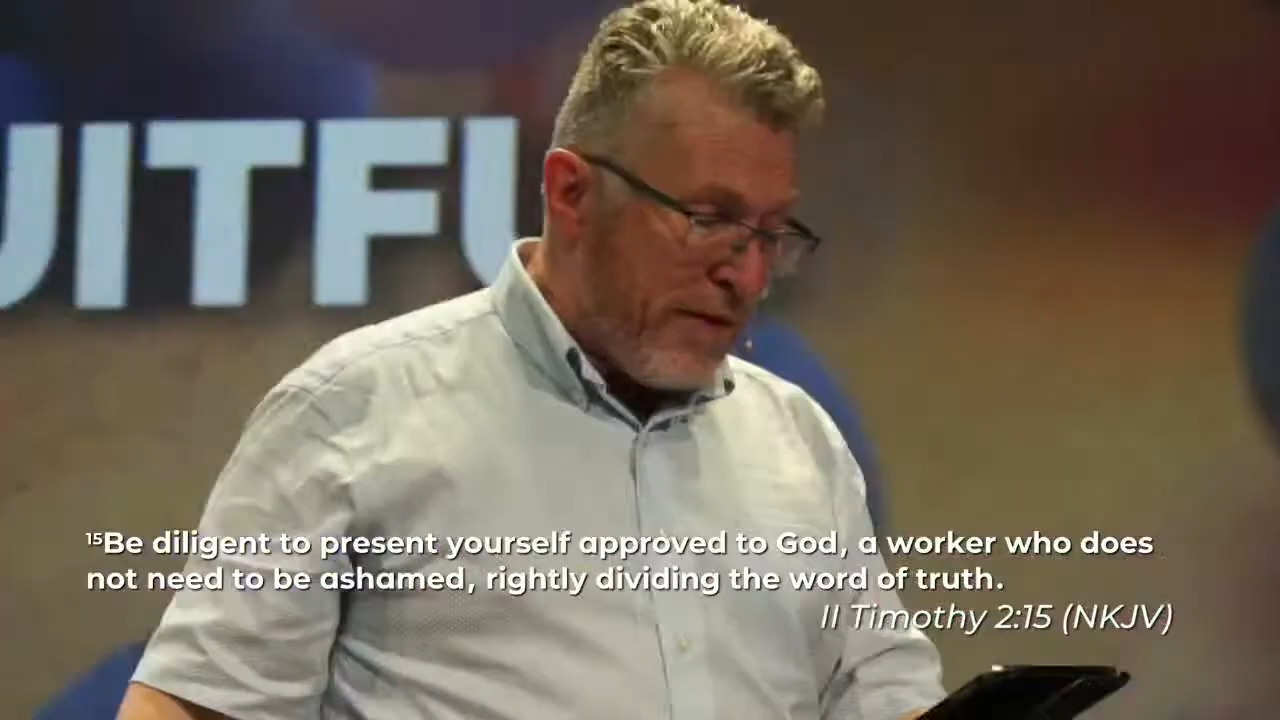 UITFU
¹⁵Be diligent to present yourself approved to God, a worker who does
not need to be ashamed, rightly dividing the word of truth.
II Timothy 2:15 (NKJV)